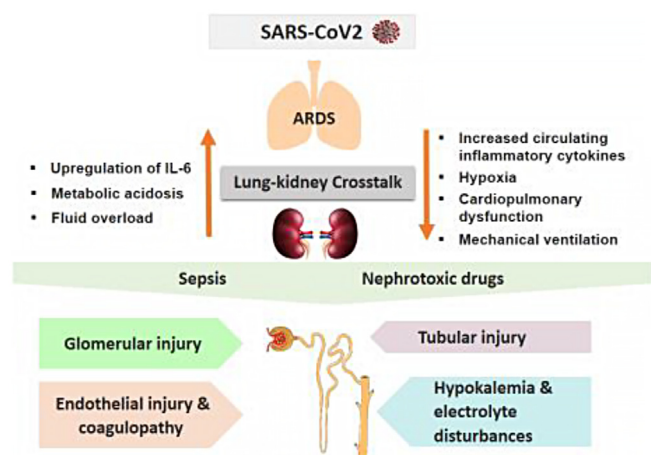 SARS-CoV2
ARDS
Upregulation of IL-6
Metabolic acidosis
Fluid overload
Lung-kidney Crosstalk
Increased circulating
inflammatory cytokines
Hypoxia
Cardiopulmonary
dysfunction
Mechanical ventilation
Sepsis
Nephrotoxic drugs
Glomerular injury
Tubular injury
Endothelial injury &
coagulopathy
Hypokalemia &
electrolyte
disturbances